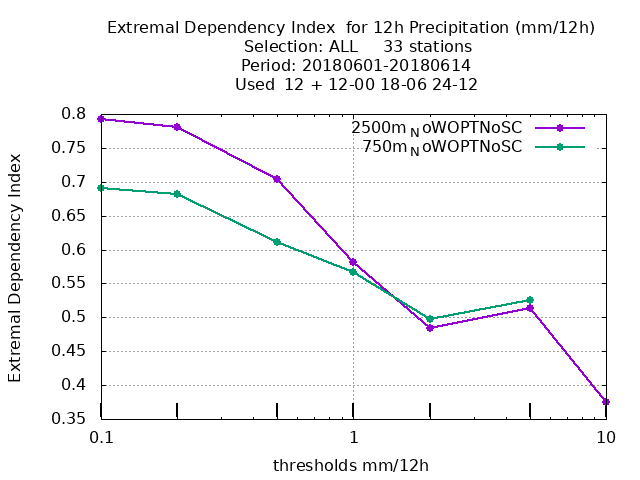 Extremal Dependency Index  for 12h Precipitation (mm/12h)
Selection: ALL     33 stations
Period: 20180601-20180614
Used  12 + 12-00 18-06 24-12
2500m_NoWOPTNoSC
750m_NoWOPTNoSC
Extremal Dependency Index
0.8
0.75
0.7
0.65
0.6
0.55
0.5
0.45
0.4
0.35
0.1
1
10
thresholds mm/12h